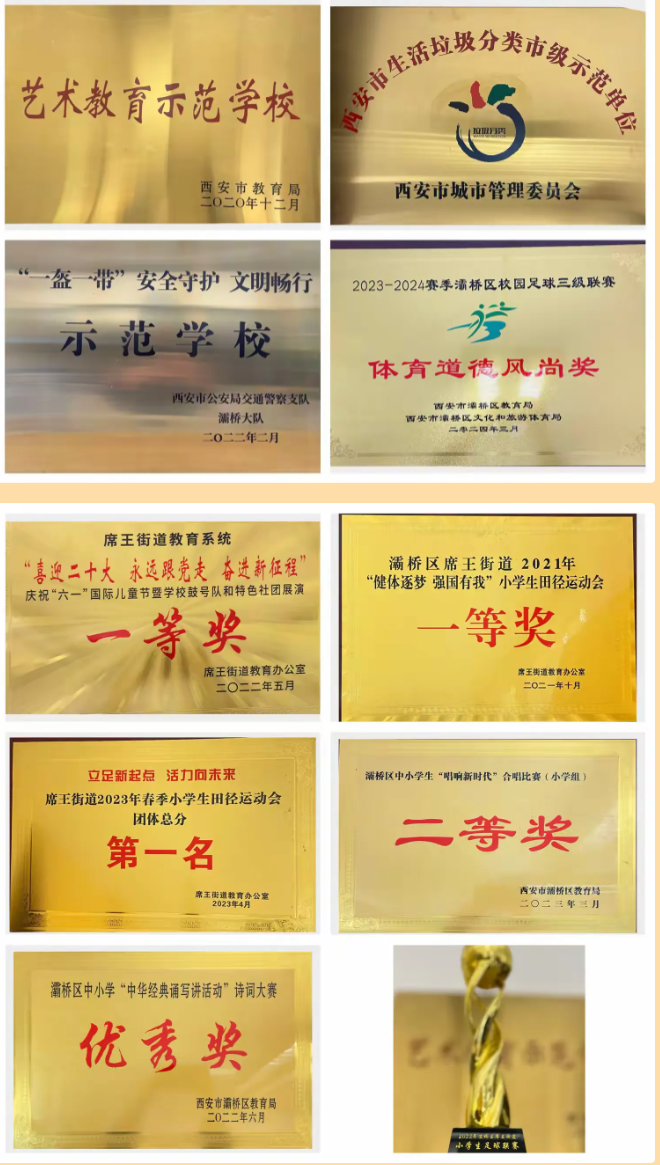 艺术教育示范学校
西安市教育局
二〇二〇年十二月
西安市生活垃圾分类市级示范单位
西安市城市管理委员会
“一盔一带”安全守护 文明畅行
示范学校
西安市公安局交通警察支队
灞桥大队
二〇二二年二月
2023-2024赛季灞桥区校园足球三级联赛
体育道德风尚奖
西安市灞桥区教育局
西安市灞桥区文化和旅游体育局
二零二四年三月
席王街道教育系统
“喜迎二十大 永远跟党走 奋进新征程”
庆祝“六一”国际儿童节暨学校鼓号队和特色社团展演
一等奖
席王街道教育办公室
二〇二二年五月
灞桥区席王街道 2021年
“健体逐梦 强国有我”小学生田径运动会
一等奖
席王街道教育办公室
二〇二一年十月
立足新起点 活力向未来
席王街道2023年春季小学生田径运动会
团体总分
第一名
席王街道教育办公室
2023年4月
灞桥区中小学生“唱响新时代”合唱比赛（小学组）
二等奖
西安市灞桥区教育局
二〇二三年三月
灞桥区中小学“中华经典诵写讲活动”诗词大赛
优秀奖
西安市灞桥区教育局
二〇二二年六月
艺术教育示范学
小学生足球联赛